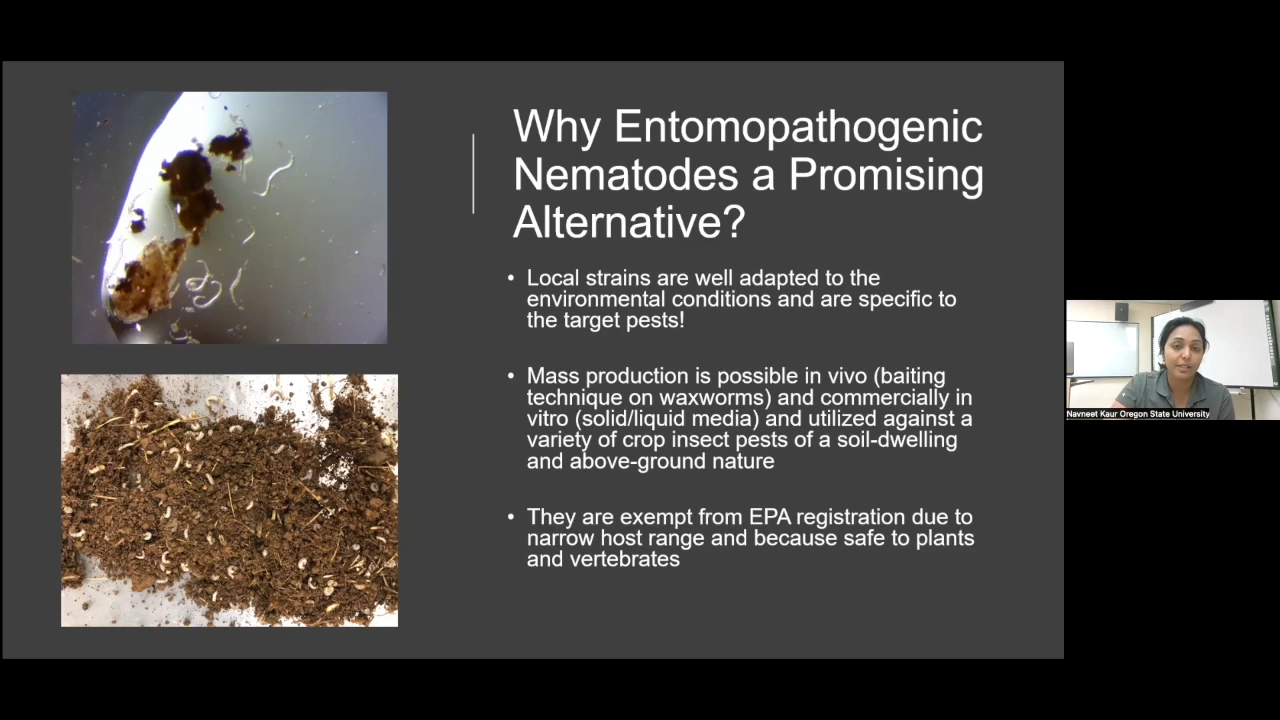 Why Entomopathogenic
Nematodes a Promising
Alternative?
• Local strains are well adapted to the
environmental conditions and are specific to
the target pests!
• Mass production is possible in vivo (baiting
technique on waxworms) and commercially in
vitro (solid/liquid media) and utilized against a
variety of crop insect pests of a soil-dwelling
and above-ground nature
• They are exempt from EPA registration due to
narrow host range and because safe to plants
and vertebrates
Navneet Kaur Oregon State University